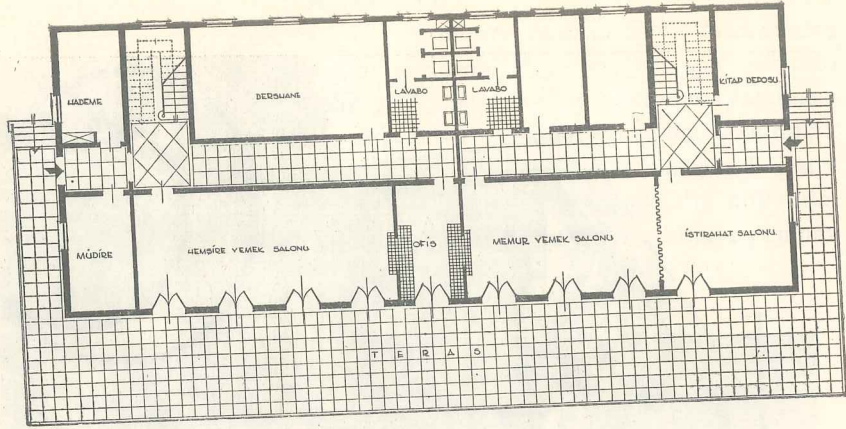 HADEME
DERSHANE
LAVABO
LAVABO
KİTAP DEPOSU
MÜDİRE
HEMŞİRE YEMEK SALONU
OFİS
MEMUR YEMEK SALONU
İSTİRAHAT SALONU
TERAS